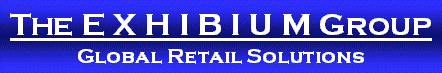 THE E X H I B I U M GROUP
GLOBAL RETAIL SOLUTIONS